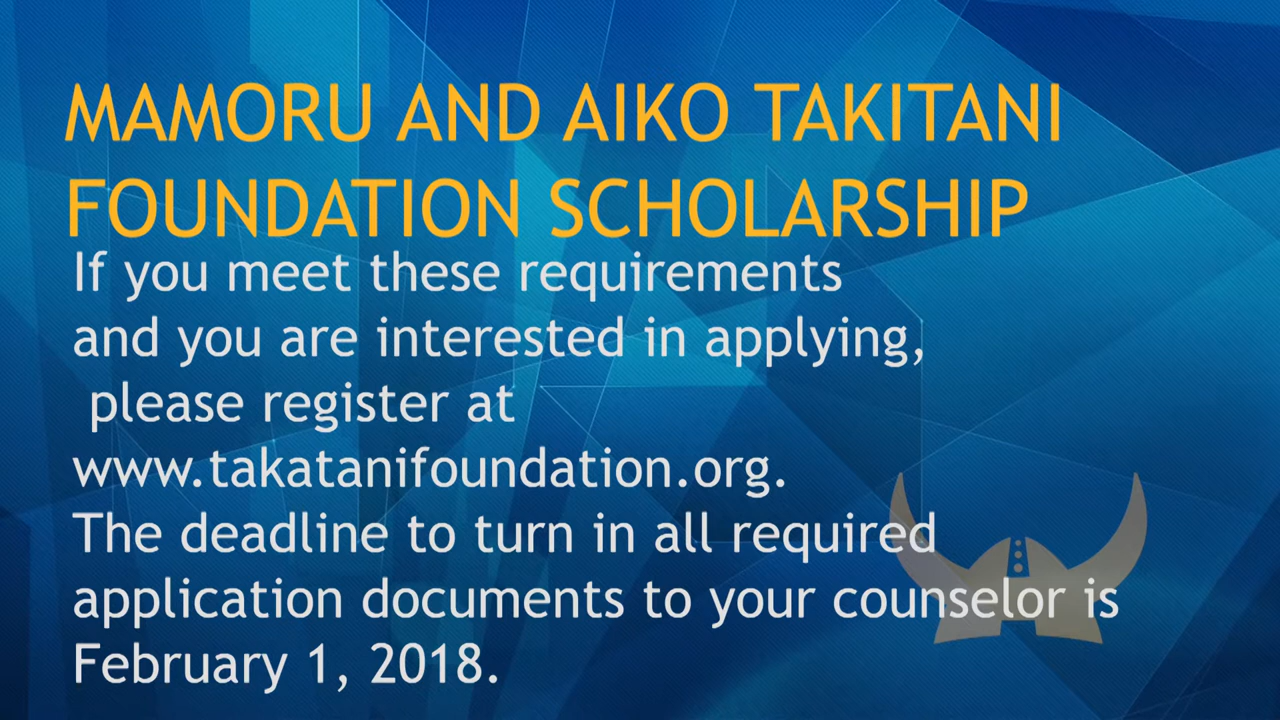 MAMORU AND AIKO TAKITANI
FOUNDATION SCHOLARSHIP
If you meet these requirements
and you are interested in applying,
please register at
www.takatanifoundation.org.
The deadline to turn in all required
application documents to your counselor is
February 1, 2018.